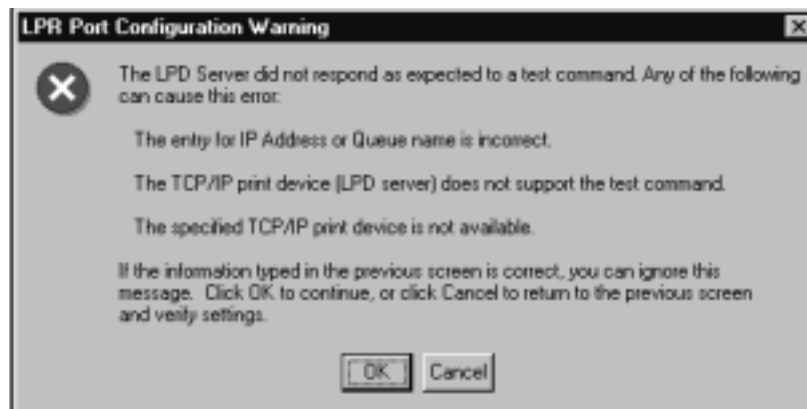 LPR Port Configuration Warning
The LPD Server did not respond as expected to a test command. Any of the following
can cause this error:
The entry for IP Address or Queue name is incorrect.
The TCP/IP print device (LPD server) does not support the test command.
The specified TCP/IP print device is not available.
If the information typed in the previous screen is correct, you can ignore this
message. Click OK to continue, or click Cancel to return to the previous screen
and verify settings.
OK
Cancel